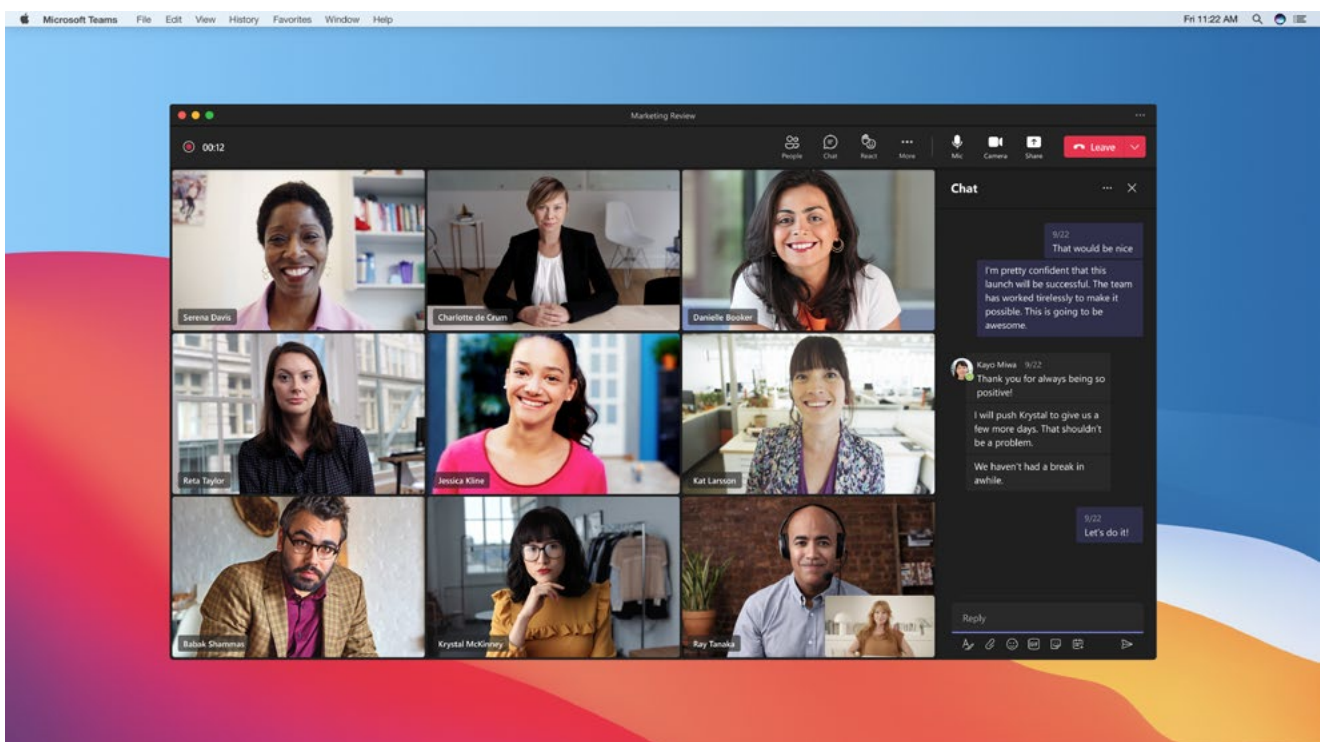 Microsoft Teams File Edit View History Favorites Window Help Fri 11:22 AM
Marketing Review
00:12 People Chat React More Mic Camera Share Leave
Chat
9/22
That would be nice
I'm pretty confident that this
launch will be successful. The team
has worked tirelessly to make it
possible. This is going to be
awesome.
Kayo Miwa 9/22
Thank you for always being so
positive!
I will push Krystal to give us a
few more days. That shouldn't
be a problem.
We haven't had a break in
awhile.
9/22
Let's do it!
Reply
GIF
Serena Davis Charlotte de Crum Danielle Booker
Reta Taylor Jessica Kline Kat Larsson
Babak Shammas Krystal McKinney Ray Tanaka